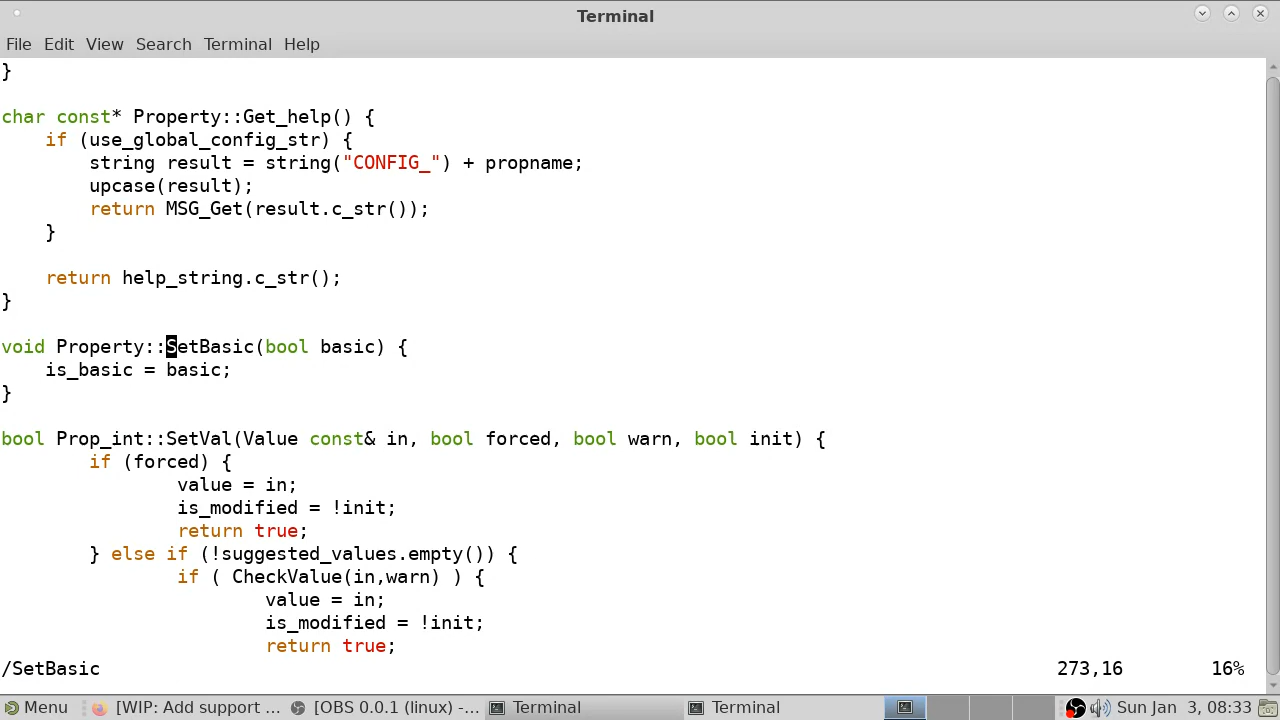 Terminal
File Edit View Search Terminal Help
}
char const* Property::Get_help() {
    if (use_global_config_str) {
        string result = string("CONFIG_") + propname;
        upcase(result);
        return MSG_Get(result.c_str());
    }
    return help_string.c_str();
}
void Property::SetBasic(bool basic) {
    is_basic = basic;
}
bool Prop_int::SetVal(Value const& in, bool forced, bool warn, bool init) {
        if (forced) {
                value = in;
                is_modified = !init;
                return true;
        } else if (!suggested_values.empty()) {
                if ( CheckValue(in,warn) ) {
                        value = in;
                        is_modified = !init;
                        return true;
/SetBasic 273,16 16%
Menu [WIP: Add support ... [OBS 0.0.1 (linux) -... Terminal Terminal Sun Jan 3, 08:33